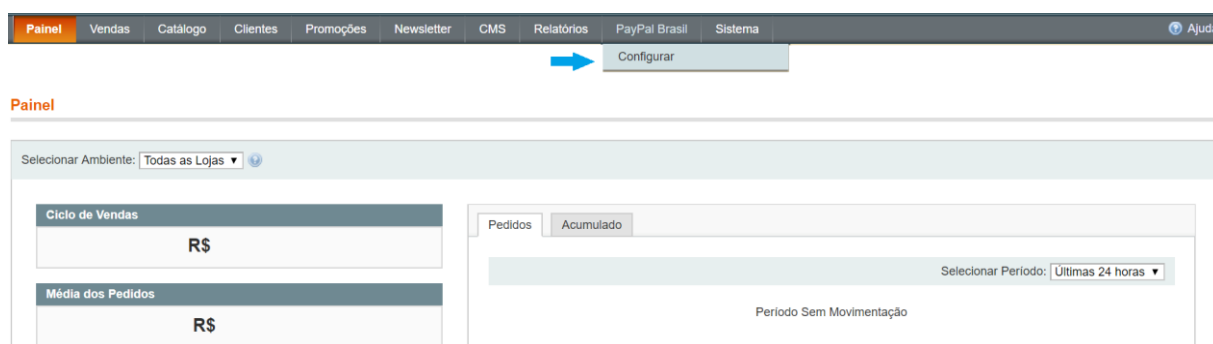 Painel Vendas Catálogo Clientes Promoções Newsletter CMS Relatórios PayPal Brasil Sistema Ajuda
Configurar
Painel
Selecionar Ambiente: Todas as Lojas
Ciclo de Vendas
R$
Média dos Pedidos
R$
Pedidos Acumulado
Selecionar Período: Últimas 24 horas
Período Sem Movimentação